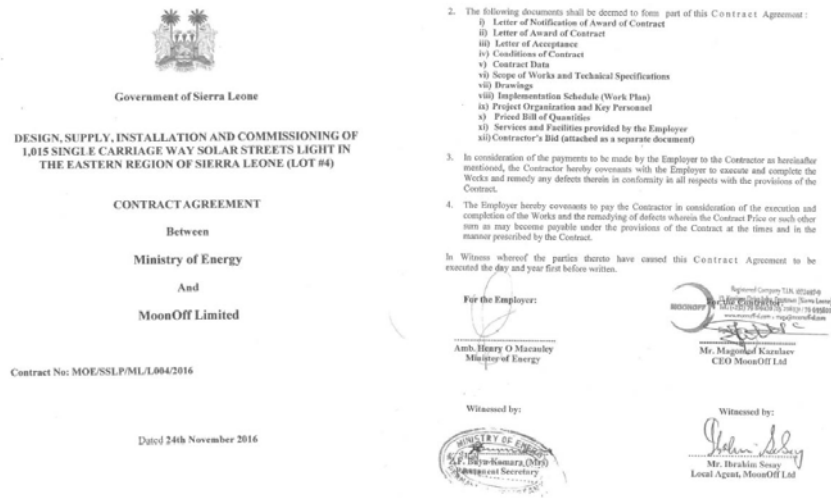 Government of Sierra Leone
DESIGN, SUPPLY, INSTALLATION AND COMMISSIONING OF
1,015 SINGLE CARRIAGE WAY SOLAR STREETS LIGHT IN
THE EASTERN REGION OF SIERRA LEONE (LOT #4)
CONTRACT AGREEMENT
Between
Ministry of Energy
And
MoonOff Limited
Contract No: MOE/SSLP/ML/L004/2016
Dated 24th November 2016
2. The following documents shall be deemed to form part of this Contract Agreement :
i) Letter of Notification of Award of Contract
ii) Letter of Award of Contract
iii) Letter of Acceptance
iv) Conditions of Contract
v) Contract Data
vi) Scope of Works and Technical Specifications
vii) Drawings
viii) Implementation Schedule (Work Plan)
ix) Project Organization and Key Personnel
x) Priced Bill of Quantities
xi) Services and Facilities provided by the Employer
xii) Contractor's Bid (attached as a separate document)
3. In consideration of the payments to be made by the Employer to the Contractor as hereinafter
mentioned, the Contractor hereby covenants with the Employer to execute and complete the
Works and remedy any defects therein in conformity in all respects with the provisions of the
Contract.
4. The Employer hereby covenants to pay the Contractor in consideration of the execution and
completion of the Works and the remedying of defects wherein the Contract Price or such other
sum as may become payable under the provisions of the Contract at the times and in the
manner prescribed by the Contract.
In Witness whereof the parties thereto have caused this Contract Agreement to be
executed the day and year first before written.
For the Employer:
Amb. Henry O Macauley
Minister of Energy
Registered Company
MOONOFF
For the Contractor:
Mr. Magomed Kazulaev
CEO MoonOff Ltd
Witnessed by:
MINISTRY OF ENERGY
Permanent Secretary
Witnessed by:
Mr. Ibrahim Sesay
Local Agent, MoonOff Ltd